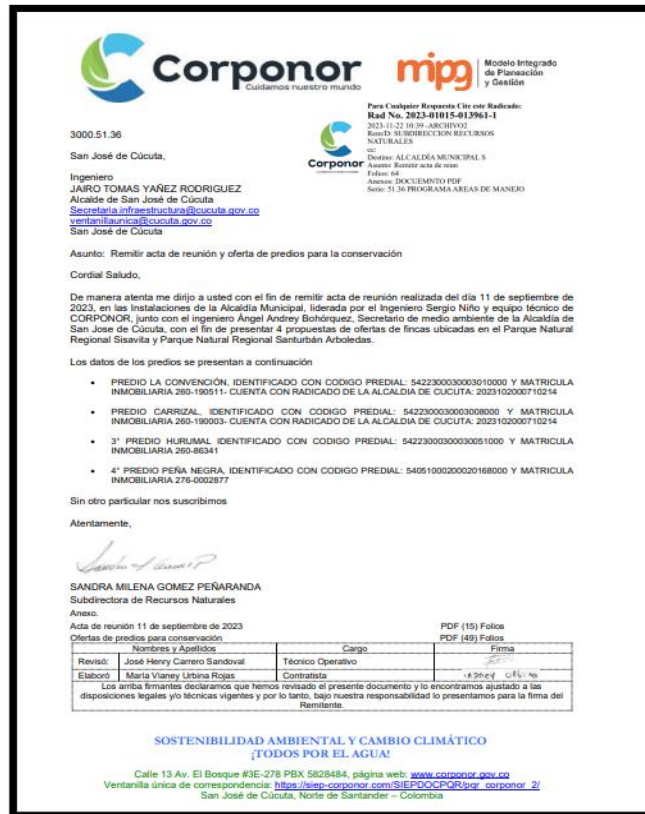 Corponor
Cuidamos nuestro mundo
mipg
Modelo Integrado
de Planeación
y Gestión
Para Cualquier Respuesta Cite este Radicado:
Rad No. 2023-01015-013961-1
2023-11-22 10:39 -ARCHIVO2
Rem/D: SUBDIRECCION RECURSOS
NATURALES
cc:
Destino: ALCALDÍA MUNICIPAL S
Asunto: Remitir acta de reun
Folios: 64
Anexos: DOCUEMNTO PDF
Serie: 51.36 PROGRAMA AREAS DE MANEJO
Corponor
3000.51.36
San José de Cúcuta,
Ingeniero
JAIRO TOMAS YAÑEZ RODRIGUEZ
Alcalde de San José de Cúcuta
Secretaria.infraestructura@cucuta.gov.co
ventanillaunica@cucuta.gov.co
San José de Cúcuta
Asunto: Remitir acta de reunión y oferta de predios para la conservación
Cordial Saludo,
De manera atenta me dirijo a usted con el fin de remitir acta de reunión realizada del día 11 de septiembre de
2023, en las Instalaciones de la Alcaldía Municipal, liderada por el Ingeniero Sergio Niño y equipo técnico de
CORPONOR, junto con el ingeniero Ángel Andrey Bohórquez, Secretario de medio ambiente de la Alcaldía de
San Jose de Cúcuta, con el fin de presentar 4 propuestas de ofertas de fincas ubicadas en el Parque Natural
Regional Sisavita y Parque Natural Regional Santurbán Arboledas.
Los datos de los predios se presentan a continuación
• PREDIO LA CONVENCIÓN, IDENTIFICADO CON CODIGO PREDIAL: 5422300030003010000 Y MATRICULA
INMOBILIARIA 260-190511- CUENTA CON RADICADO DE LA ALCALDIA DE CUCUTA: 2023102000710214
• PREDIO CARRIZAL, IDENTIFICADO CON CODIGO PREDIAL: 5422300030003008000 Y MATRICULA
INMOBILIARIA 260-190003- CUENTA CON RADICADO DE LA ALCALDIA DE CUCUTA: 2023102000710214
• 3° PREDIO HURUMAL IDENTIFICADO CON CODIGO PREDIAL: 54223000300030051000 Y MATRICULA
INMOBILIARIA 260-86341
• 4° PREDIO PEÑA NEGRA, IDENTIFICADO CON CODIGO PREDIAL: 54051000200020168000 Y MATRICULA
INMOBILIARIA 276-0002877
Sin otro particular nos suscribimos
Atentamente,
SANDRA MILENA GOMEZ PEÑARANDA
Subdirectora de Recursos Naturales
Anexo.
Acta de reunión 11 de septiembre de 2023 PDF (15) Folios
Ofertas de predios para conservación PDF (49) Folios
Nombres y Apellidos Cargo Firma
Revisó: José Henry Carrero Sandoval Técnico Operativo
Elaboró María Vianey Urbina Rojas Contratista
Los arriba firmantes declaramos que hemos revisado el presente documento y lo encontramos ajustado a las
disposiciones legales y/o técnicas vigentes y por lo tanto, bajo nuestra responsabilidad lo presentamos para la firma del
Remitente.
SOSTENIBILIDAD AMBIENTAL Y CAMBIO CLIMÁTICO
¡TODOS POR EL AGUA!
Calle 13 Av. El Bosque #3E-278 PBX 5828484, página web: www.corponor.gov.co
Ventanilla única de correspondencia: https://siep-corponor.com/SIEPDOCPQR/pqr_corponor_2/
San José de Cúcuta, Norte de Santander – Colombia